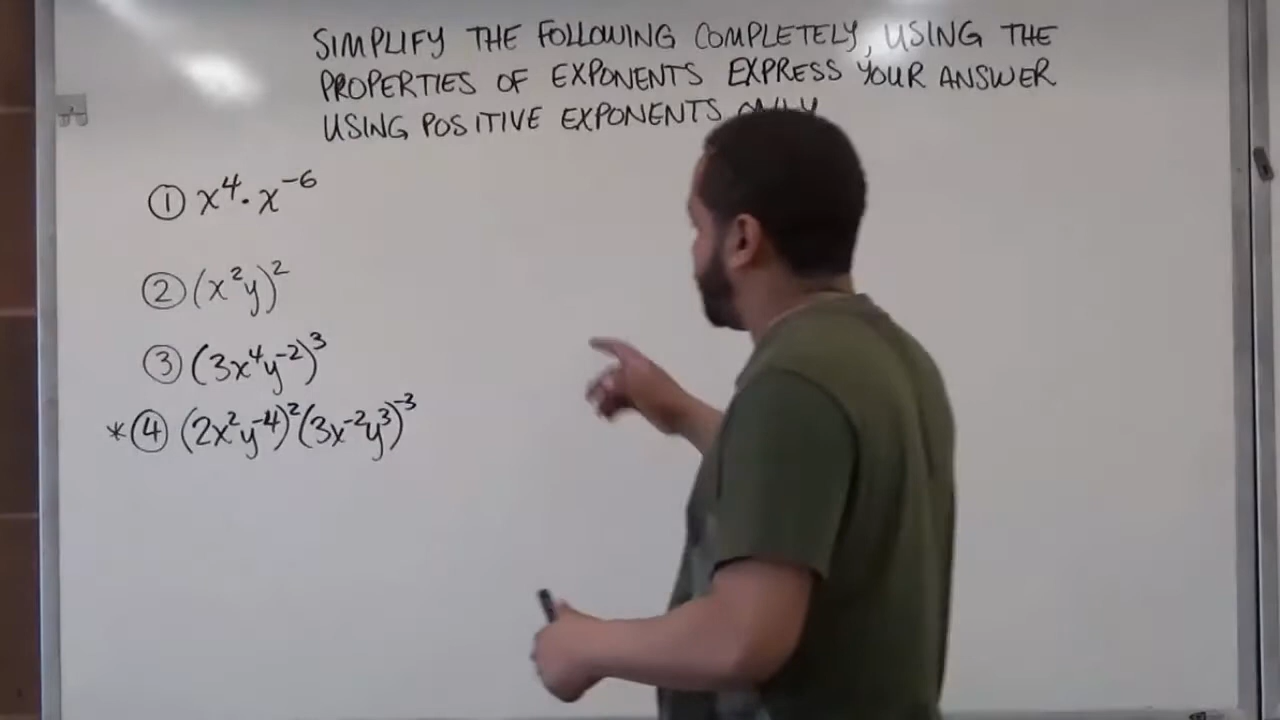 SIMPLIFY THE FOLLOWING COMPLETELY, USING THE
PROPERTIES OF EXPONENTS EXPRESS YOUR ANSWER
USING POSITIVE EXPONENTS ONLY
① x⁴·x⁻⁶
② (x²y)²
③ (3x⁴y⁻²)³
*④ (2x²y⁻⁴)²(3x⁻²y³)⁻³